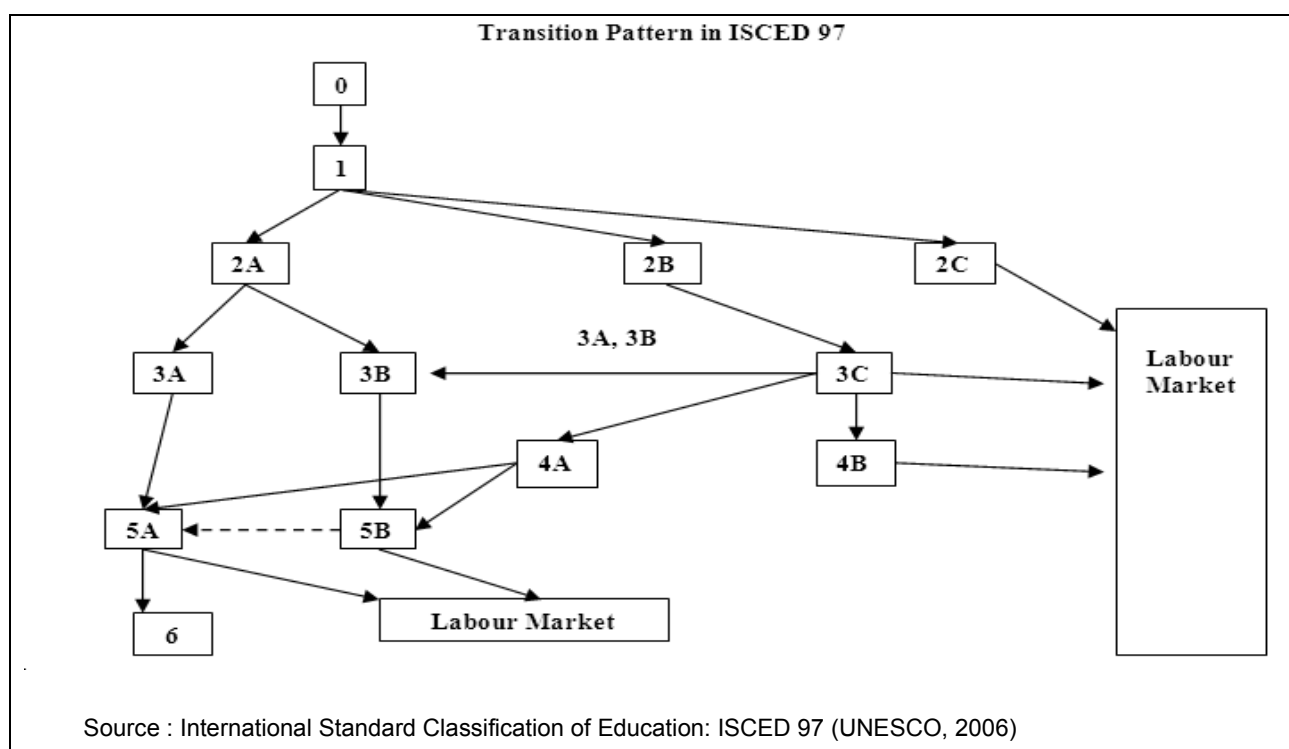 Transition Pattern in ISCED 97
0
1
2A
2B
2C
3A, 3B
3A
3B
3C
Labour
Market
4A
4B
5A
5B
Labour Market
6
Source : International Standard Classification of Education: ISCED 97 (UNESCO, 2006)